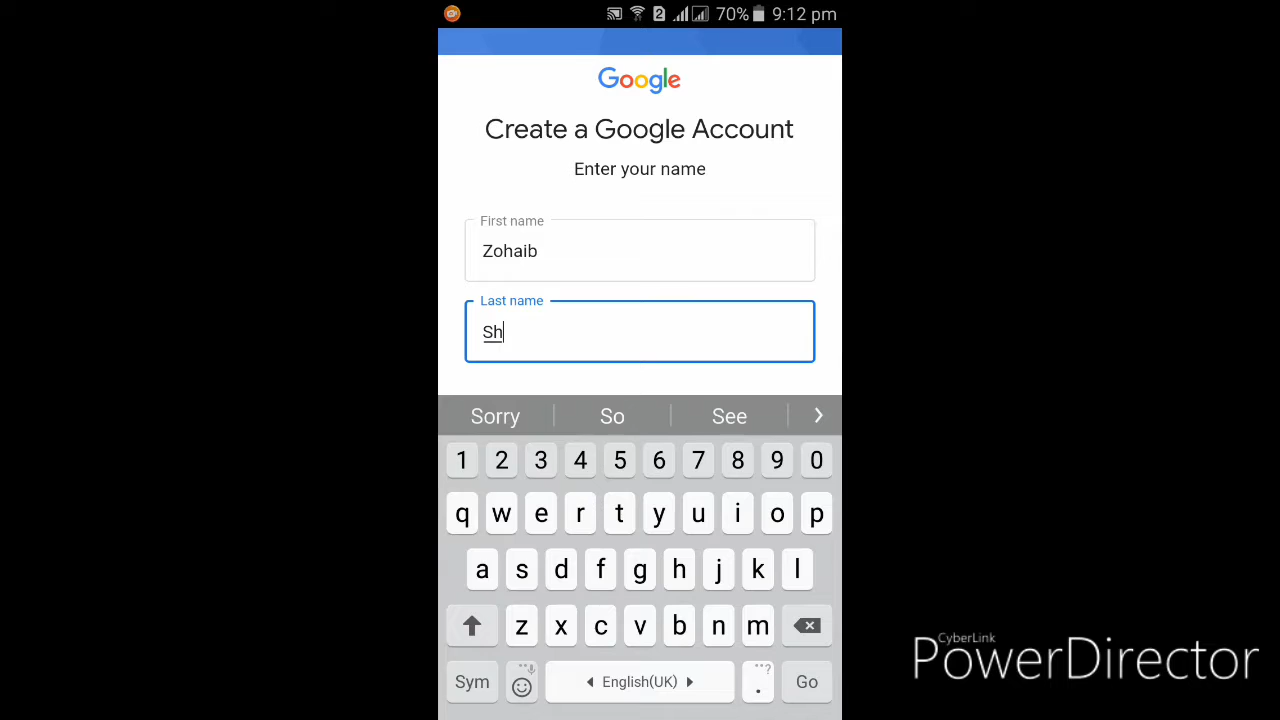 2 70% 9:12 pm
Google
Create a Google Account
Enter your name
First name
Zohaib
Last name
Sh
Sorry So See
1 2 3 4 5 6 7 8 9 0
q w e r t y u i o p
a s d f g h j k l
z x c v b n m
Sym English(UK) . Go
CyberLink
PowerDirector